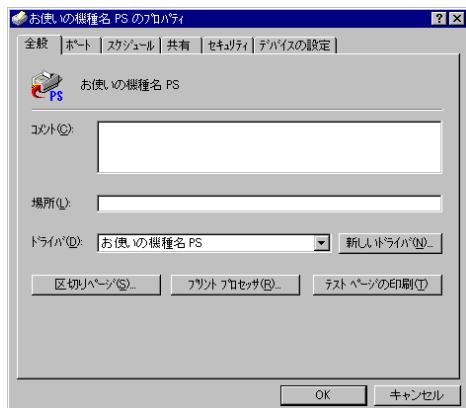 お使いの機種名 PS のプロパティ
全般 ポート スケジュール 共有 セキュリティ デバイスの設定
PS お使いの機種名 PS
コメント(C):
場所(L):
ドライバ(D): お使いの機種名 PS 新しいドライバ(N)...
区切りページ(S)... プリント プロセッサ(R)... テスト ページの印刷(T)
OK キャンセル